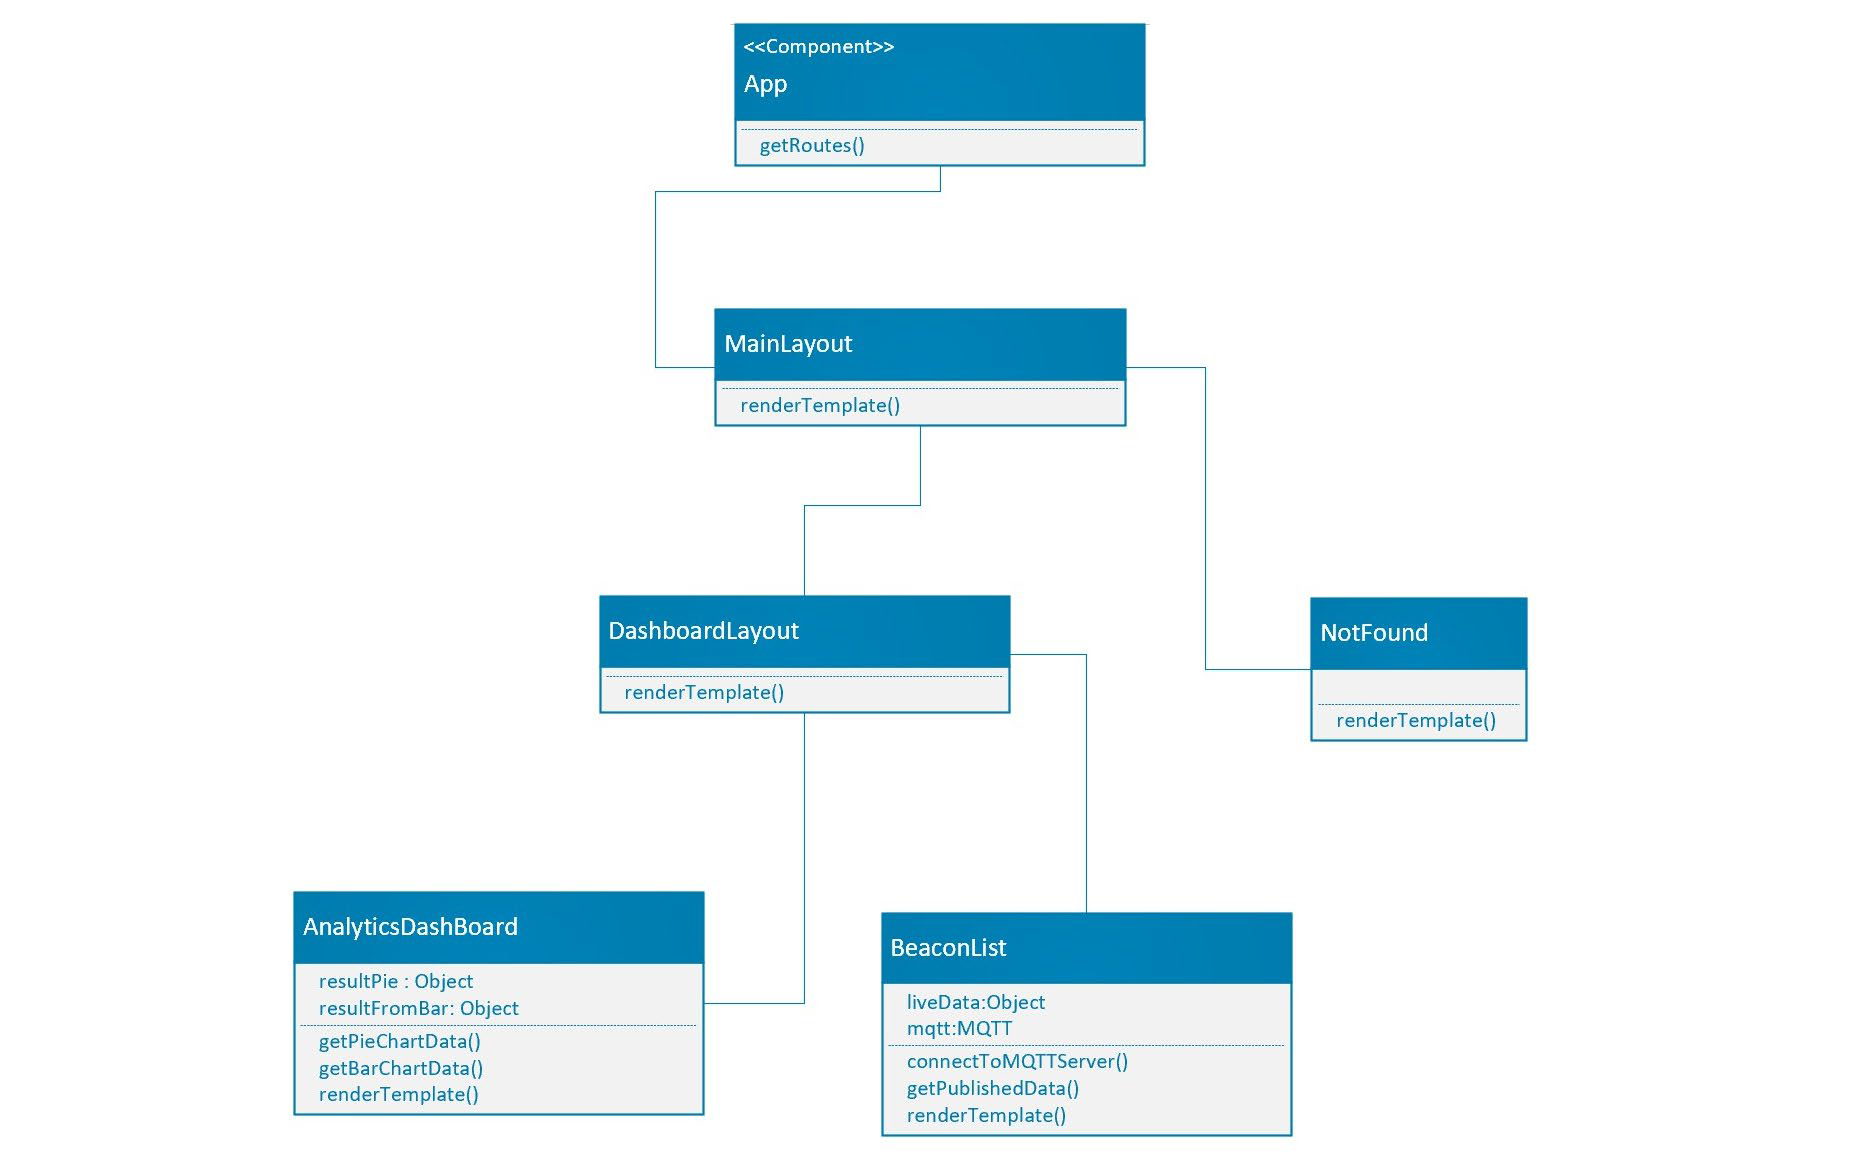 <<Component>>
App
getRoutes()
MainLayout
renderTemplate()
DashboardLayout
renderTemplate()
NotFound
renderTemplate()
AnalyticsDashBoard
resultPie : Object
resultFromBar: Object
getPieChartData()
getBarChartData()
renderTemplate()
BeaconList
liveData:Object
mqtt:MQTT
connectToMQTTServer()
getPublishedData()
renderTemplate()